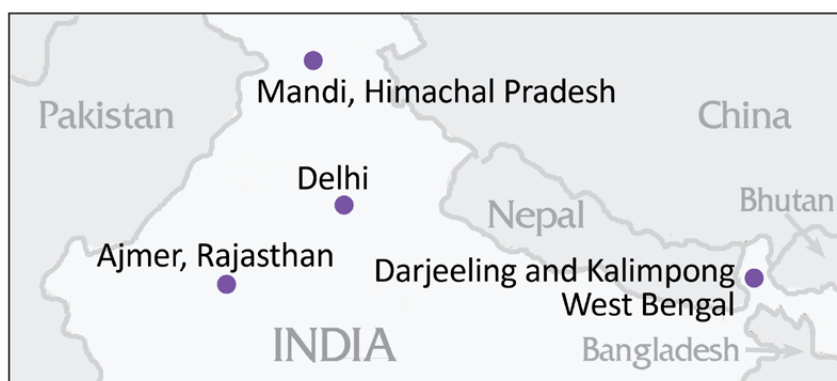 Mandi, Himachal Pradesh
Pakistan
China
Delhi
Bhutan
Nepal
Ajmer, Rajasthan
Darjeeling and Kalimpong
West Bengal
INDIA
Bangladesh